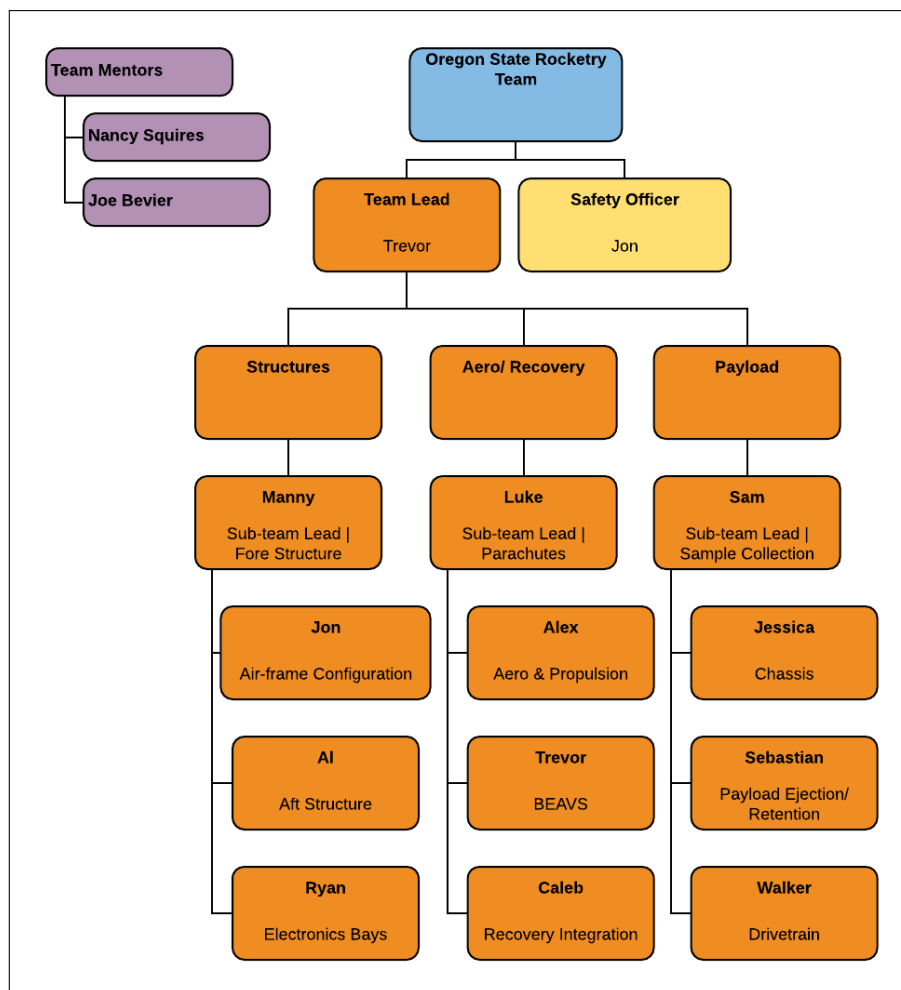 Team Mentors
Nancy Squires
Joe Bevier
Oregon State Rocketry
Team
Team Lead
Trevor
Safety Officer
Jon
Structures
Aero/ Recovery
Payload
Manny
Sub-team Lead |
Fore Structure
Luke
Sub-team Lead |
Parachutes
Sam
Sub-team Lead |
Sample Collection
Jon
Air-frame Configuration
Alex
Aero & Propulsion
Jessica
Chassis
Al
Aft Structure
Trevor
BEAVS
Sebastian
Payload Ejection/
Retention
Ryan
Electronics Bays
Caleb
Recovery Integration
Walker
Drivetrain